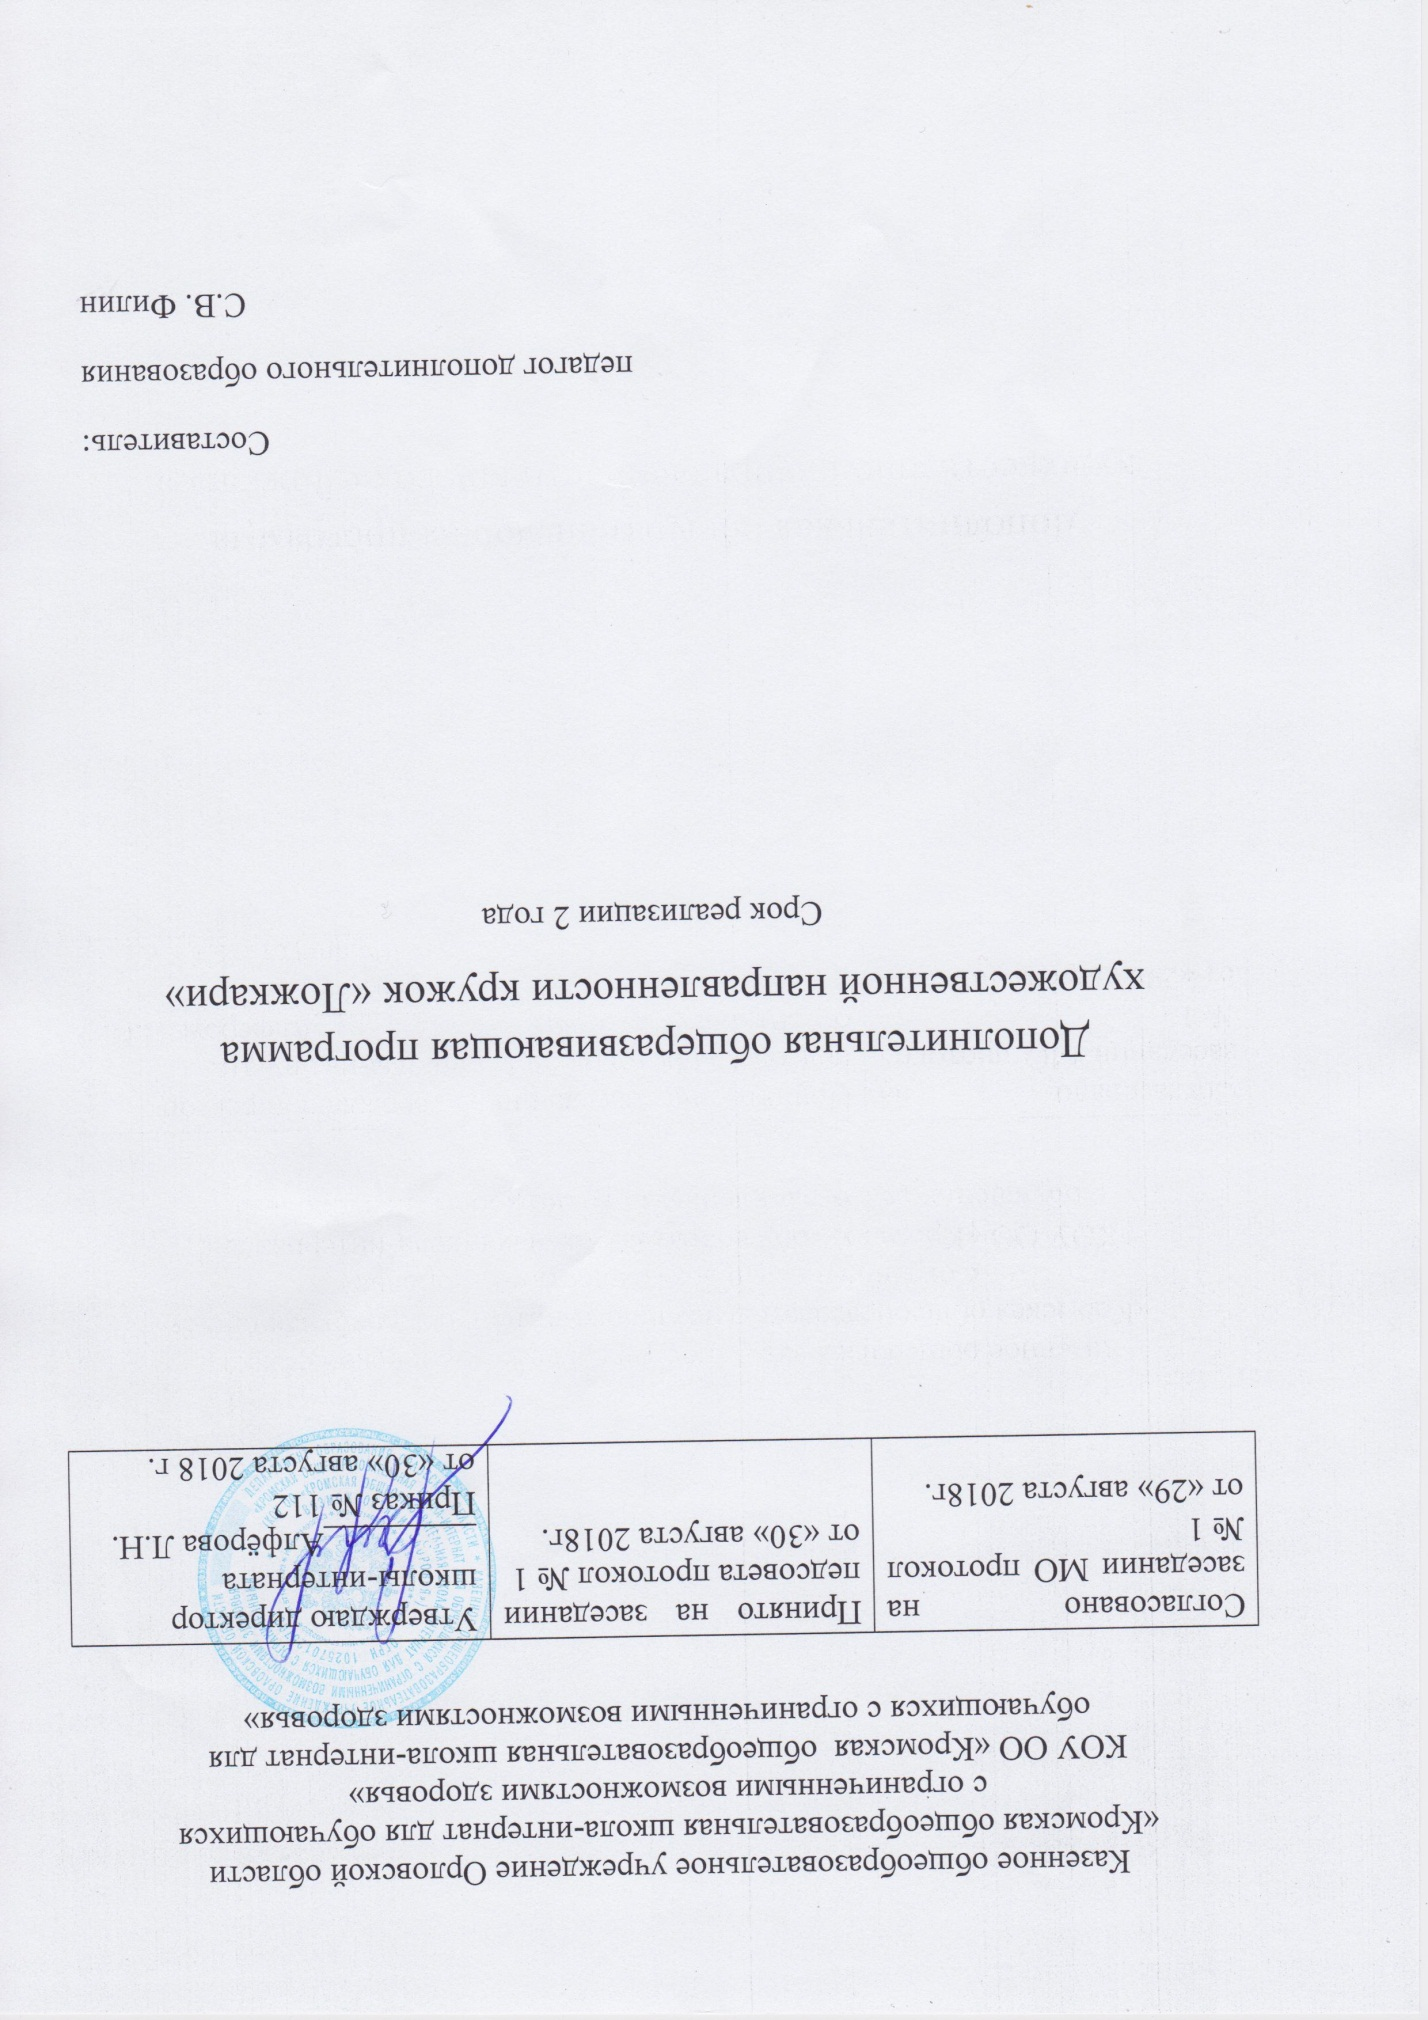 Казенное общеобразовательное учреждение Орловской области
«Кромская общеобразовательная школа-интернат для обучающихся
с ограниченными возможностями здоровья»
КОУ ОО «Кромская общеобразовательная школа-интернат для
обучающихся с ограниченными возможностями здоровья»
Согласовано на
заседании МО протокол
№ 1
от «29» августа 2018г.
Принято на заседании
педсовета протокол № 1
от «30» августа 2018г.
Утверждаю директор
школы-интерната
Алфёрова Л.Н.
Приказ № 112
от «30» августа 2018 г.
Дополнительная общеразвивающая программа
художественной направленности кружок «Ложкари»
Срок реализации 2 года
Составитель:
педагог дополнительного образования
С.В. Филин